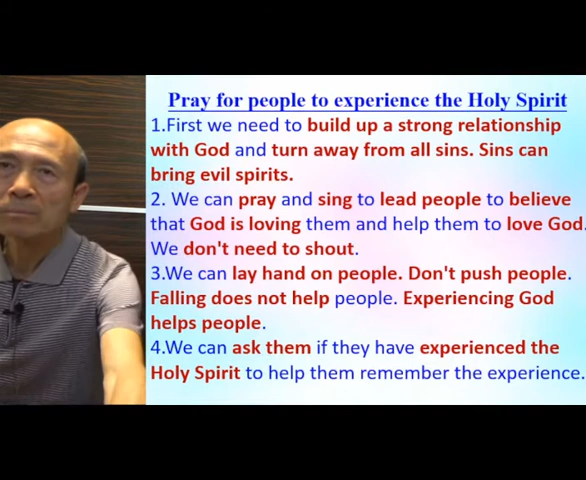 Pray for people to experience the Holy Spirit
1.First we need to build up a strong relationship
with God and turn away from all sins. Sins can
bring evil spirits.
2. We can pray and sing to lead people to believe
that God is loving them and help them to love God.
We don't need to shout.
3.We can lay hand on people. Don't push people.
Falling does not help people. Experiencing God
helps people.
4.We can ask them if they have experienced the
Holy Spirit to help them remember the experience.